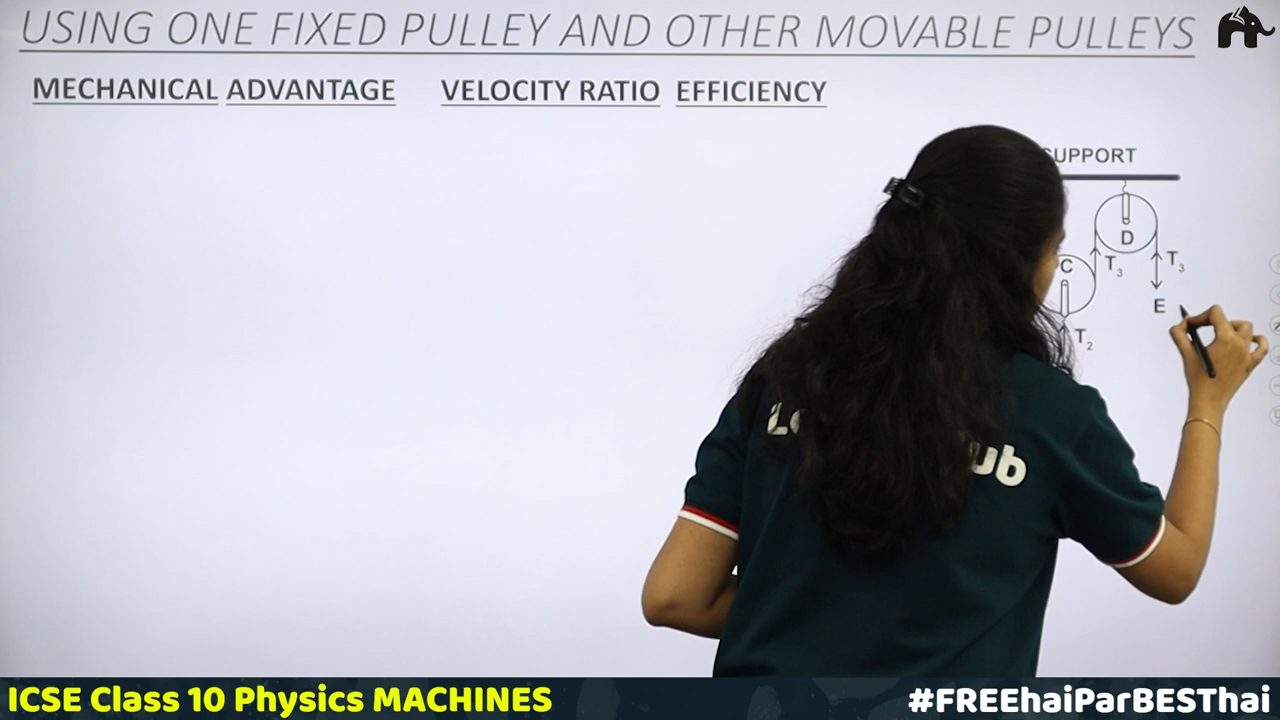 USING ONE FIXED PULLEY AND OTHER MOVABLE PULLEYS
MECHANICAL ADVANTAGE VELOCITY RATIO EFFICIENCY
SUPPORT
D
C
T3 T3
E
T2
ub
ICSE Class 10 Physics MACHINES #FREEhaiParBESThai